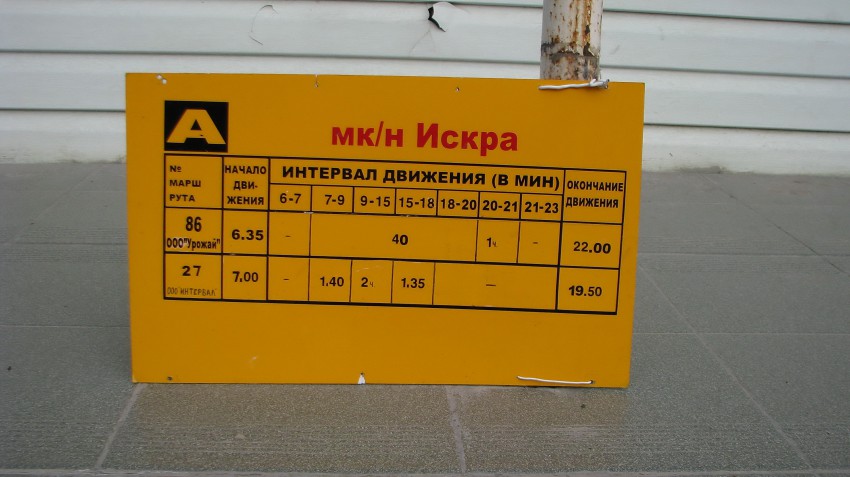 А
мк/н Искра
№ МАРШ РУТА
НАЧАЛО ДВИ- ЖЕНИЯ
ИНТЕРВАЛ ДВИЖЕНИЯ (В МИН)
ОКОНЧАНИЕ ДВИЖЕНИЯ
6-7 7-9 9-15 15-18 18-20 20-21 21-23
86 6.35 – 40 1ч – 22.00
ООО"Урожай"
27 7.00 – 1.40 2ч 1.35 — 19.50
ООО "ИНТЕРВАЛ"